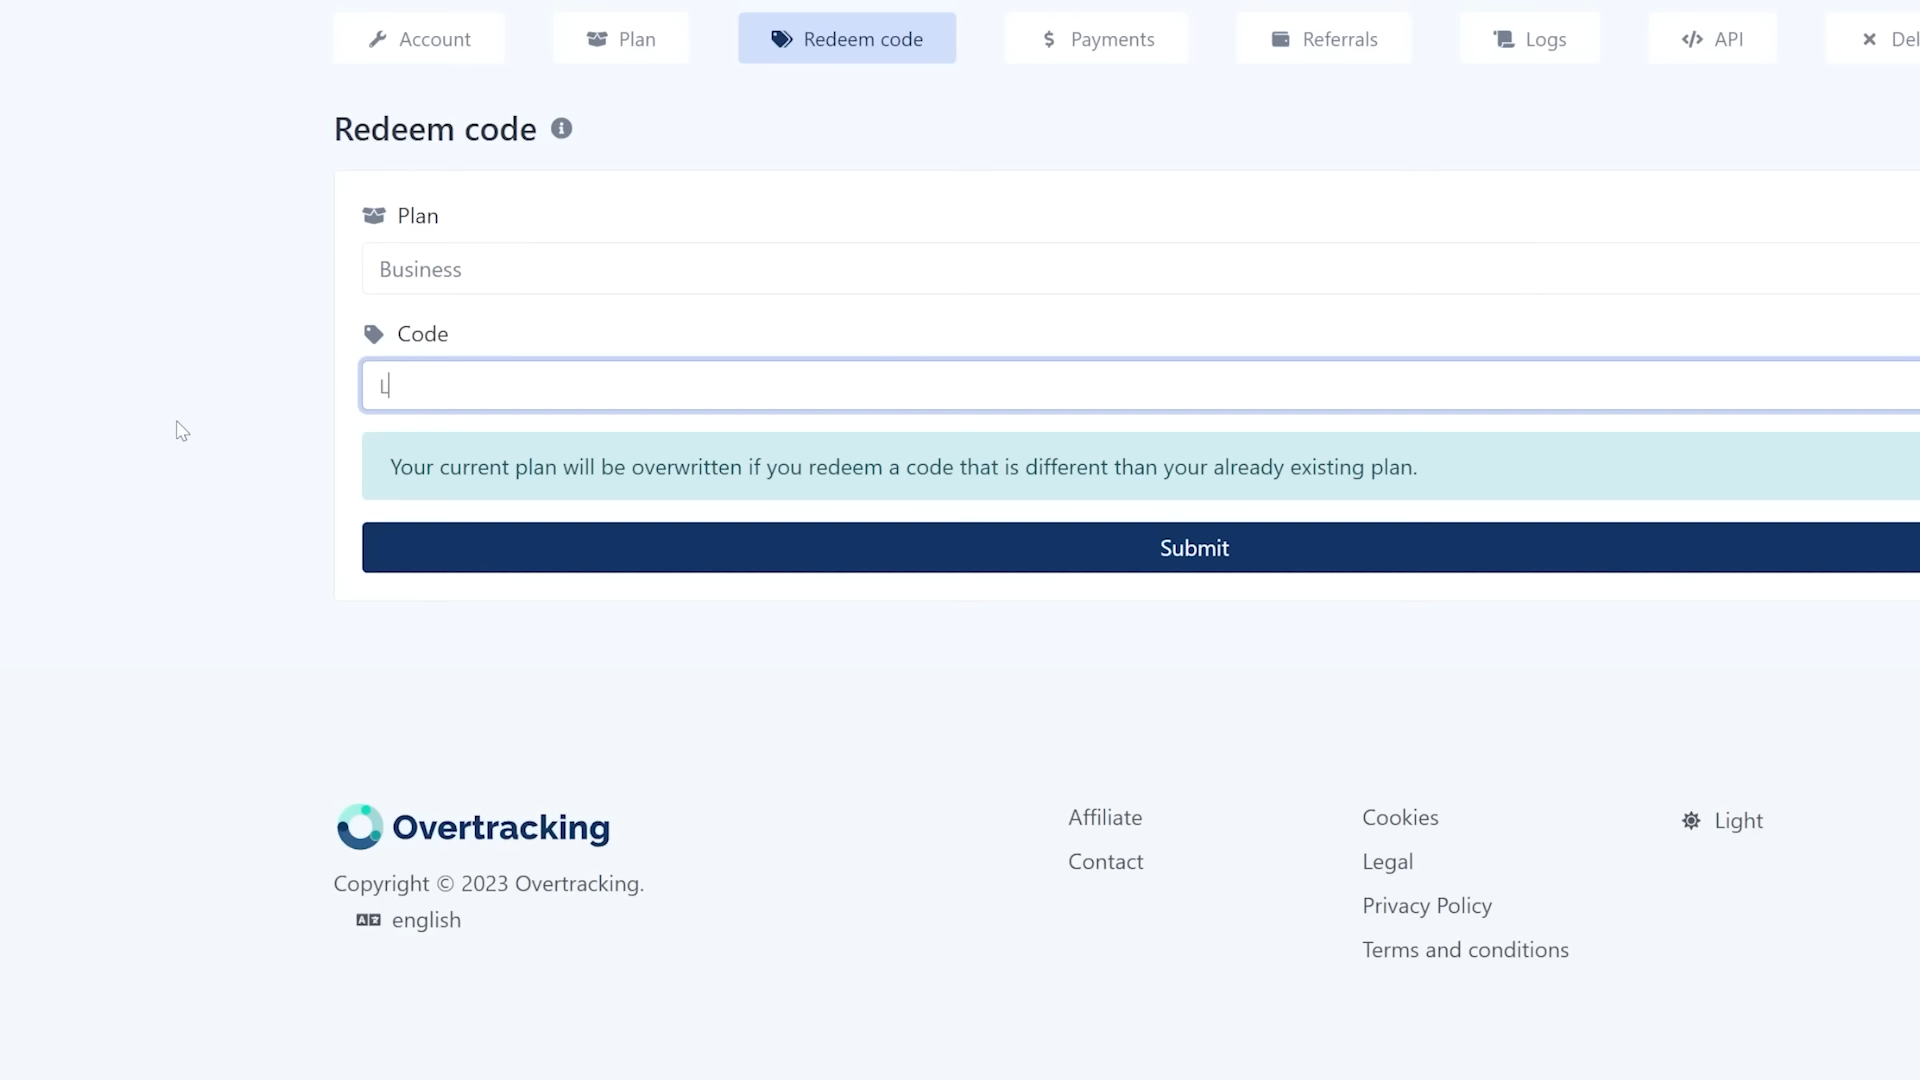 Account Plan Redeem code $ Payments Referrals Logs </> API Del
Redeem code
Plan
Business
Code
L
Your current plan will be overwritten if you redeem a code that is different than your already existing plan.
Submit
Overtracking
Copyright © 2023 Overtracking.
english
Affiliate
Contact
Cookies
Legal
Privacy Policy
Terms and conditions
Light